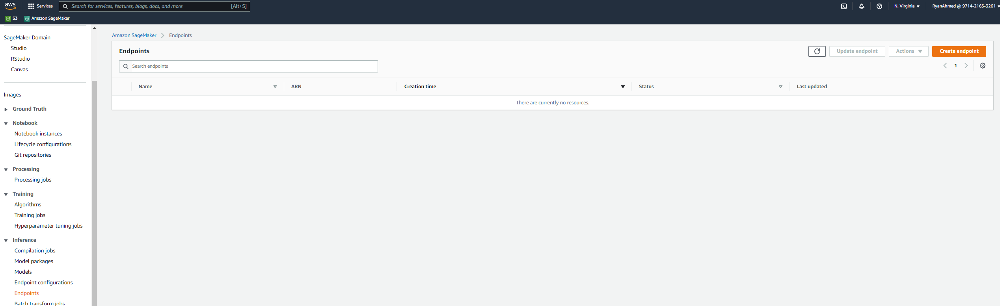 aws
Services
Search for services, features, blogs, docs, and more [Alt+S]
N. Virginia
RyanAhmed @ 9714-2165-3261
S3
Amazon SageMaker
SageMaker Domain
Studio
RStudio
Canvas
Images
Ground Truth
Notebook
Notebook instances
Lifecycle configurations
Git repositories
Processing
Processing jobs
Training
Algorithms
Training jobs
Hyperparameter tuning jobs
Inference
Compilation jobs
Model packages
Models
Endpoint configurations
Endpoints
Batch transform jobs
Amazon SageMaker > Endpoints
Endpoints
Update endpoint
Actions
Create endpoint
Search endpoints
1
Name ARN Creation time Status Last updated
There are currently no resources.